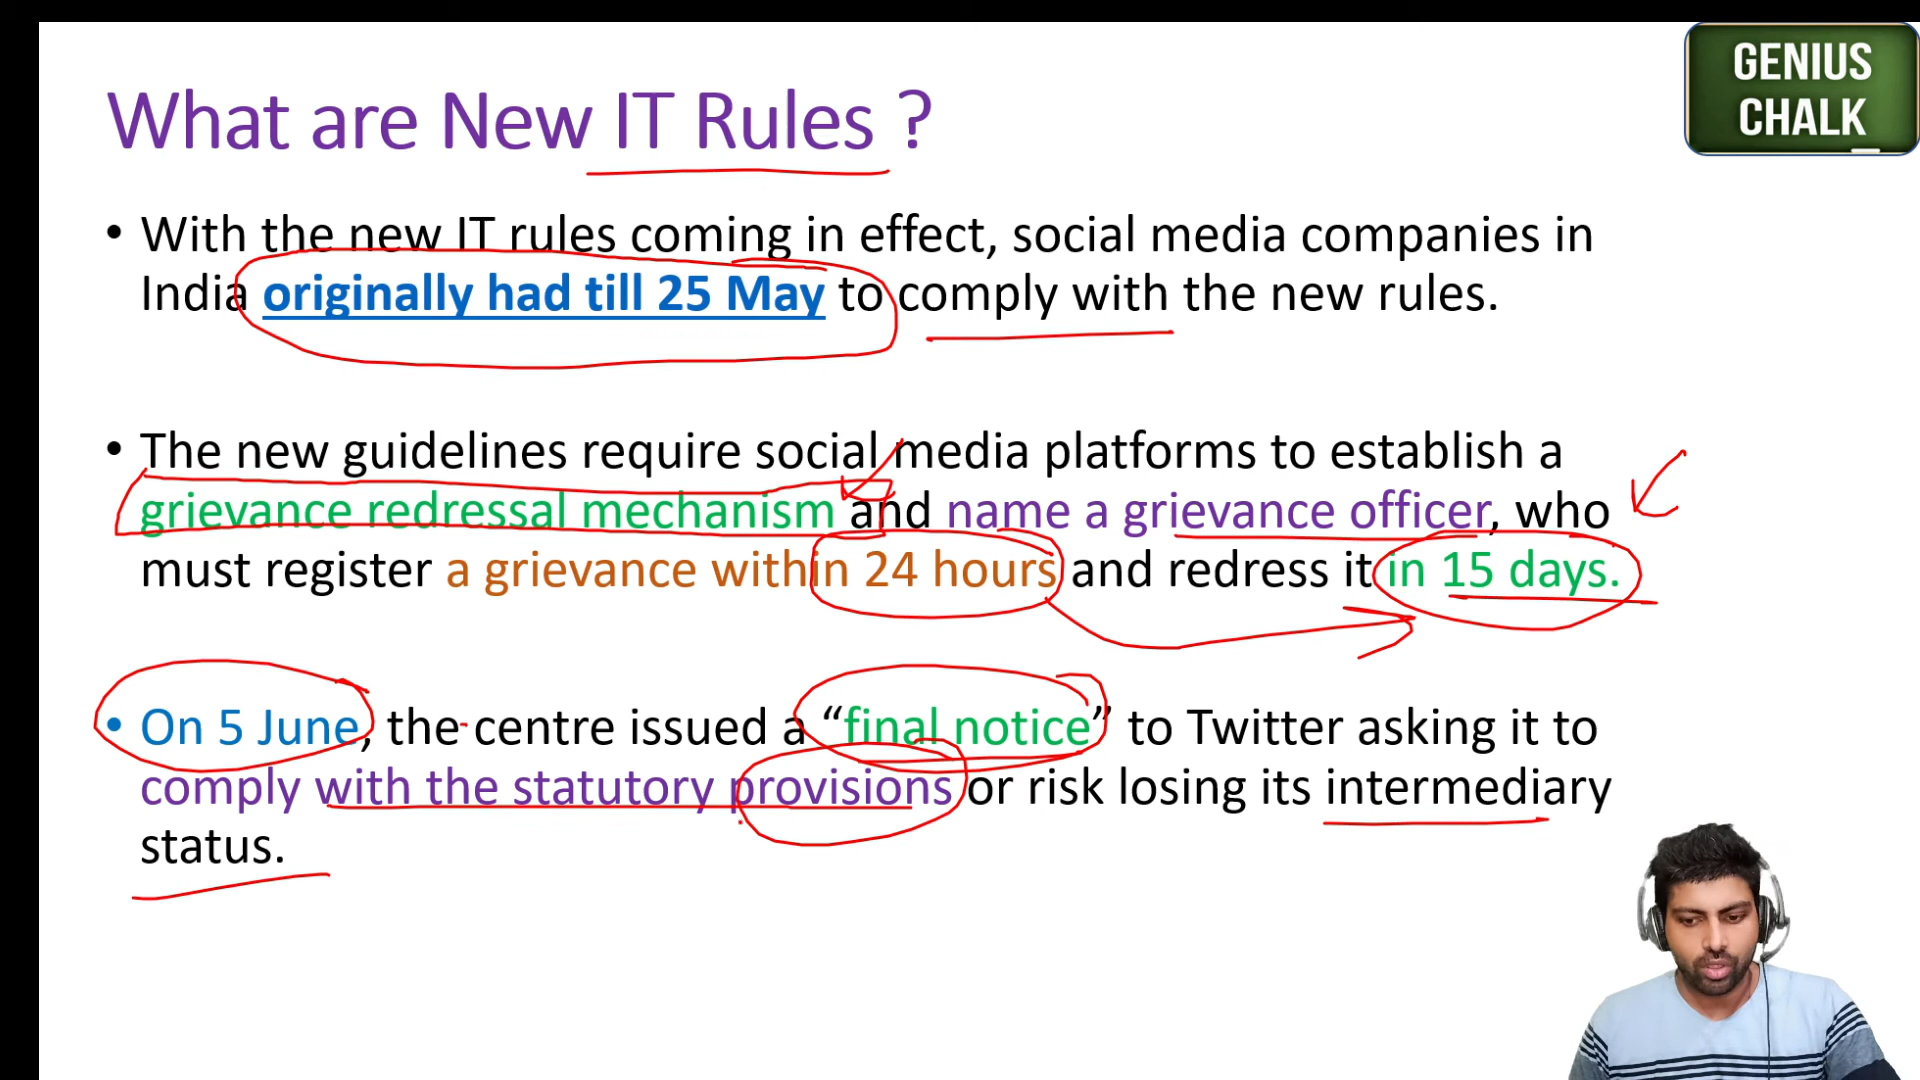 GENIUS
CHALK
What are New IT Rules ?
• With the new IT rules coming in effect, social media companies in
India originally had till 25 May to comply with the new rules.
• The new guidelines require social media platforms to establish a
grievance redressal mechanism and name a grievance officer, who
must register a grievance within 24 hours and redress it in 15 days.
• On 5 June, the centre issued a “final notice” to Twitter asking it to
comply with the statutory provisions or risk losing its intermediary
status.